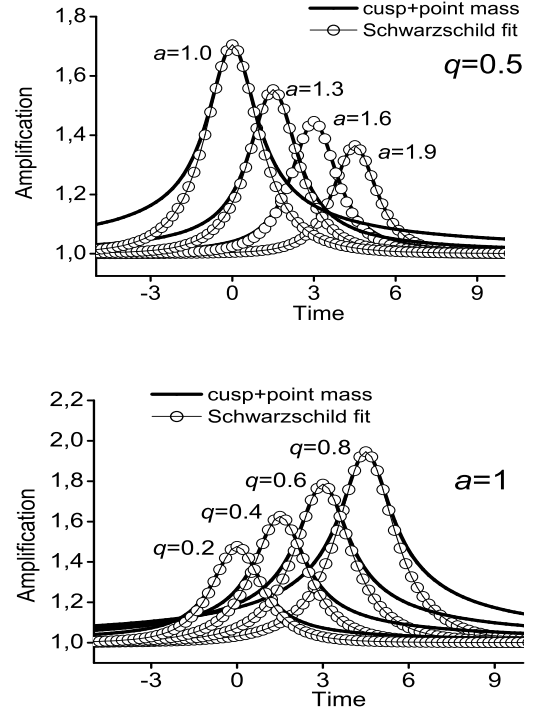 cusp+point mass
Schwarzschild fit
q=0.5
a=1.0
a=1.3
a=1.6
a=1.9
Amplification
1,8
1,6
1,4
1,2
1,0
-3 0 3 6 9
Time
cusp+point mass
Schwarzschild fit
a=1
q=0.8
q=0.6
q=0.4
q=0.2
Amplification
2,2
2,0
1,8
1,6
1,4
1,2
1,0
-3 0 3 6 9
Time